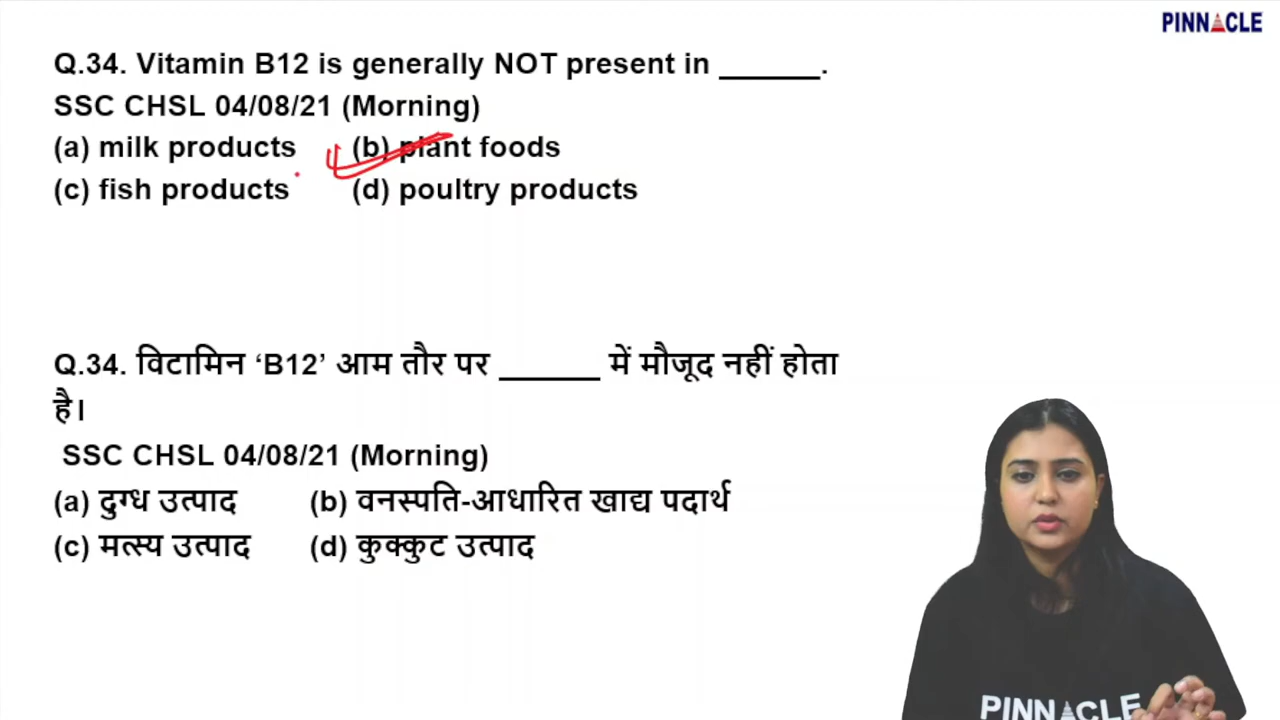 PINNACLE
Q.34. Vitamin B12 is generally NOT present in ______.
SSC CHSL 04/08/21 (Morning)
(a) milk products (b) plant foods
(c) fish products (d) poultry products
Q.34. विटामिन ‘B12’ आम तौर पर ______ में मौजूद नहीं होता
है।
SSC CHSL 04/08/21 (Morning)
(a) दुग्ध उत्पाद (b) वनस्पति-आधारित खाद्य पदार्थ
(c) मत्स्य उत्पाद (d) कुक्कुट उत्पाद
PINNACLE